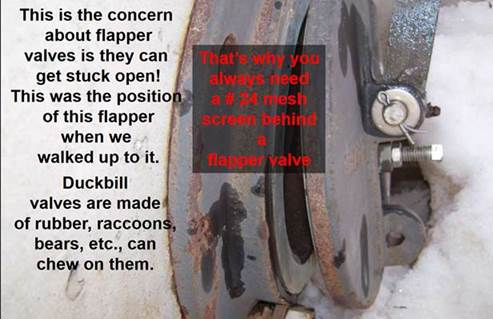 This is the concern
about flapper
valves is they can
get stuck open!
This was the position
of this flapper
when we
walked up to it.
Duckbill
valves are made
of rubber, raccoons,
bears, etc., can
chew on them.
That's why you
always need
a # 24 mesh
screen behind
a
flapper valve